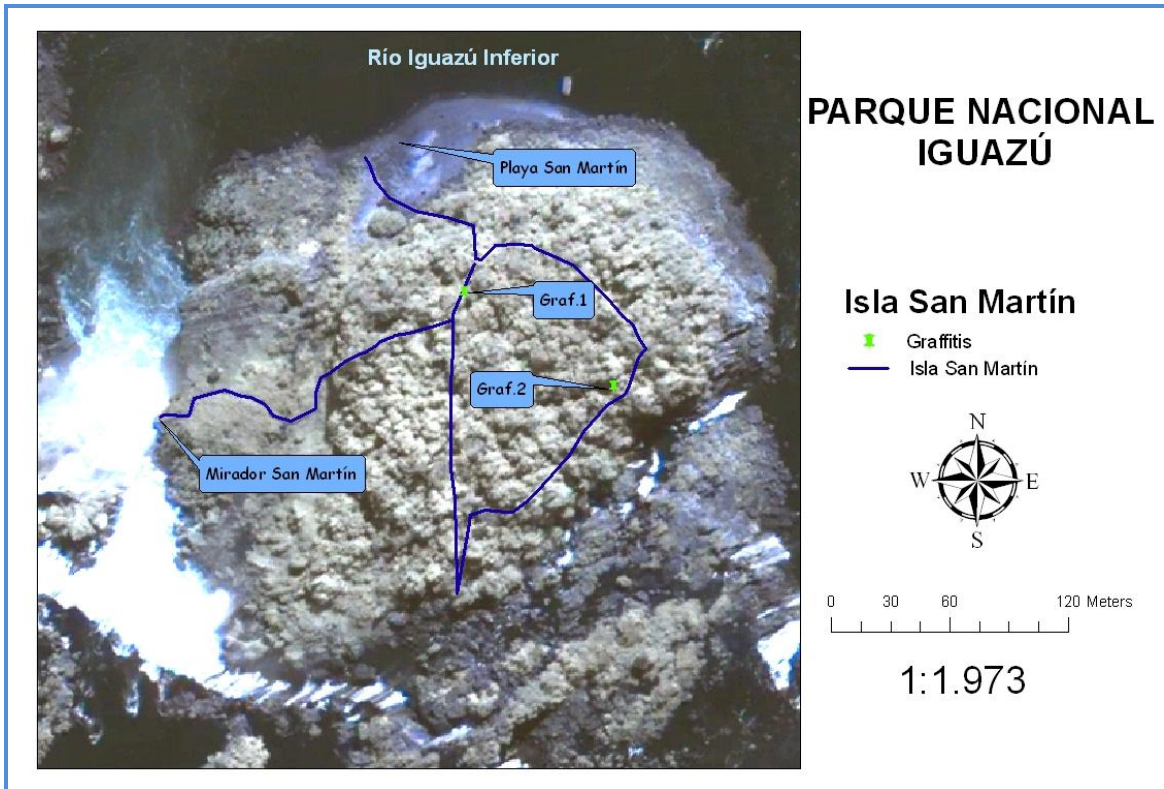 Río Iguazú Inferior
Playa San Martín
Graf.1
Graf.2
Mirador San Martín
PARQUE NACIONAL
IGUAZÚ
Isla San Martín
Graffitis
Isla San Martín
N
W E
S
0 30 60 120 Meters
1:1.973